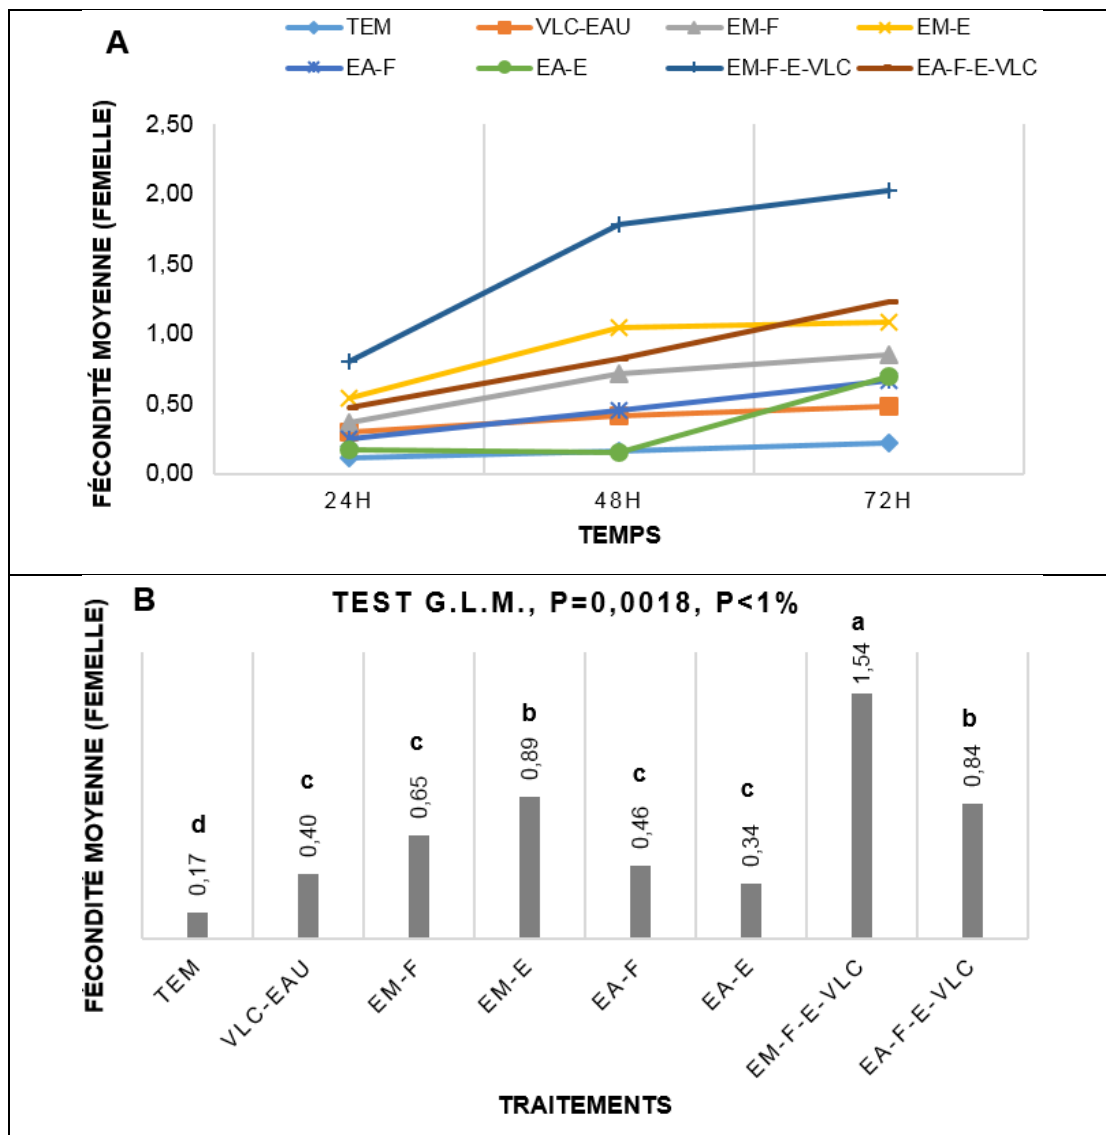 A
TEM VLC-EAU EM-F EM-E
EA-F EA-E EM-F-E-VLC EA-F-E-VLC
FÉCONDITÉ MOYENNE (FEMELLE)
2,50
2,00
1,50
1,00
0,50
0,00
24H 48H 72H
TEMPS
B
TEST G.L.M., P=0,0018, P<1%
FÉCONDITÉ MOYENNE (FEMELLE)
d c c b c c a b
0,17 0,40 0,65 0,89 0,46 0,34 1,54 0,84
TEM VLC-EAU EM-F EM-E EA-F EA-E EM-F-E-VLC EA-F-E-VLC
TRAITEMENTS